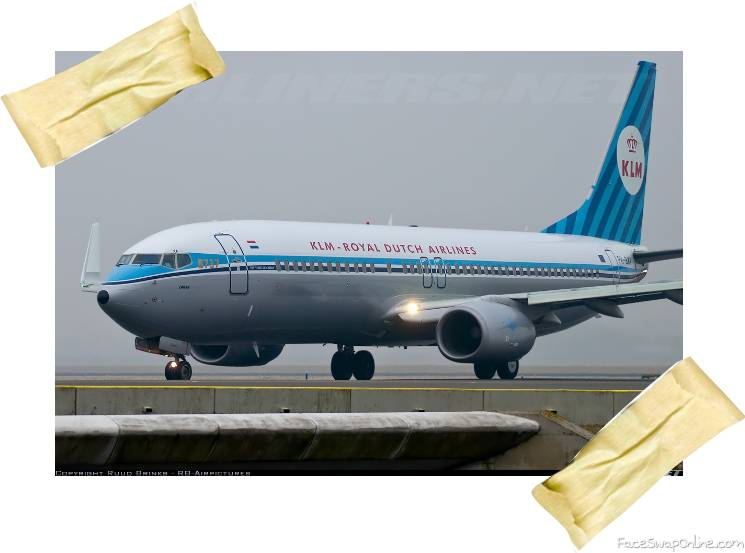 KLM
KLM - ROYAL DUTCH AIRLINES
Copyright Ruud Brinks - RB-Airpictures
FaceSwapOnline.com